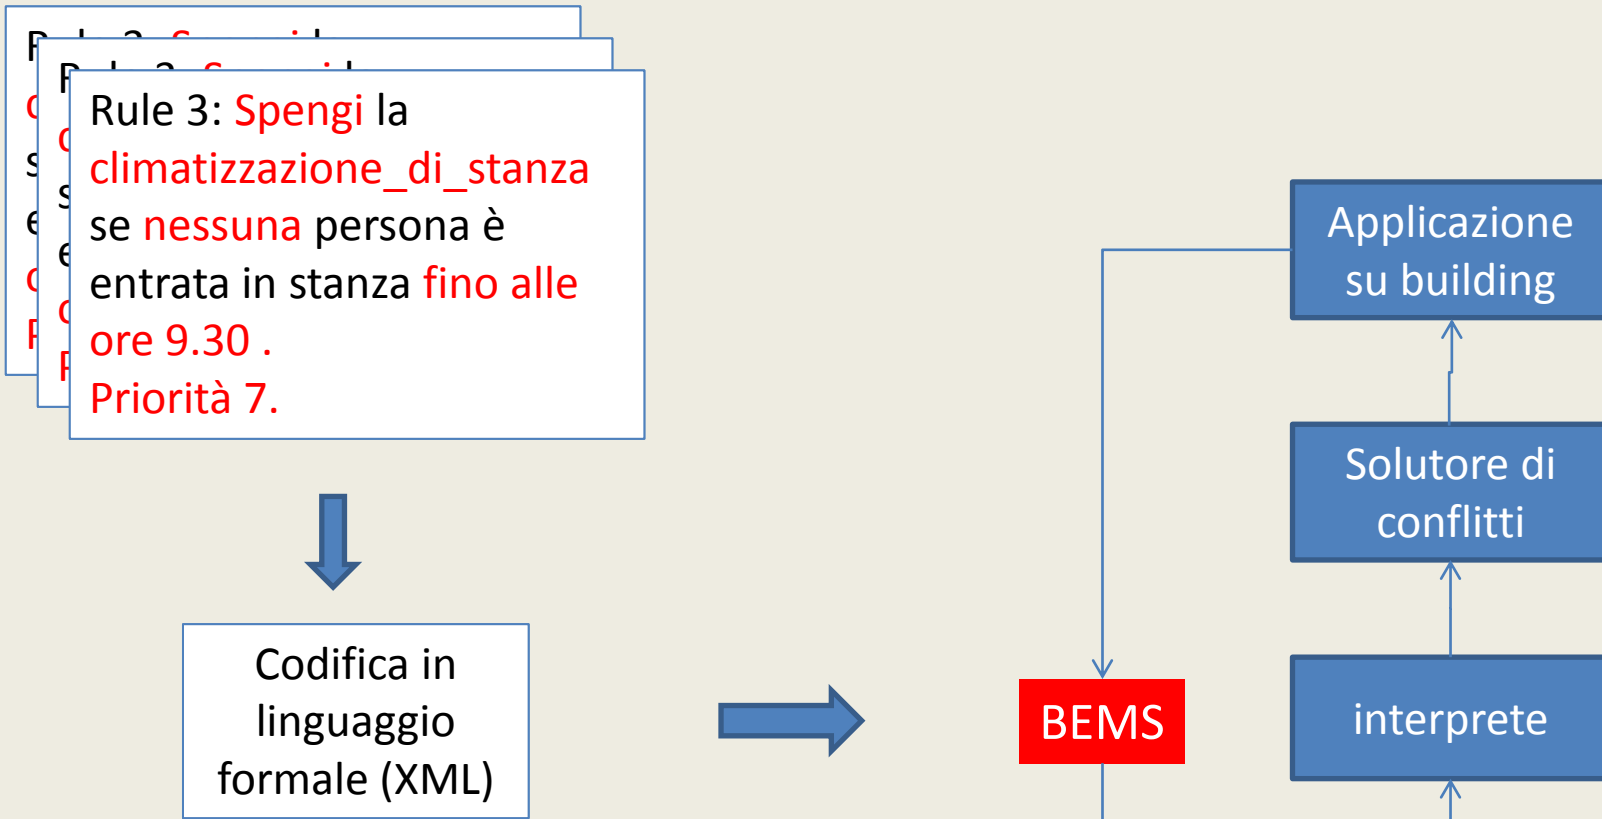 Rule 3: Spengi la
climatizzazione_di_stanza
se nessuna persona è
entrata in stanza fino alle
ore 9.30 .
Priorità 7.
Codifica in
linguaggio
formale (XML)
BEMS
Applicazione
su building
Solutore di
conflitti
interprete